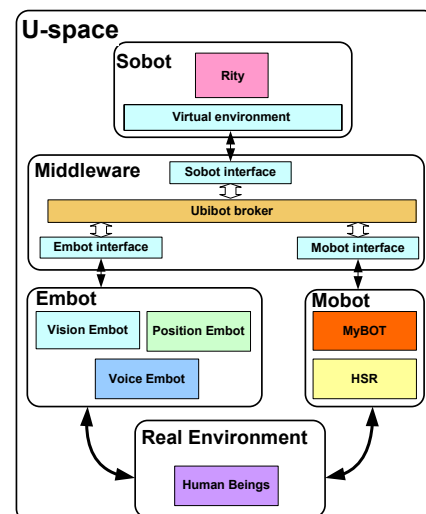 U-space
Sobot
Rity
Virtual environment
Middleware
Sobot interface
Ubibot broker
Embot interface
Mobot interface
Embot
Mobot
Vision Embot
Position Embot
MyBOT
Voice Embot
HSR
Real Environment
Human Beings